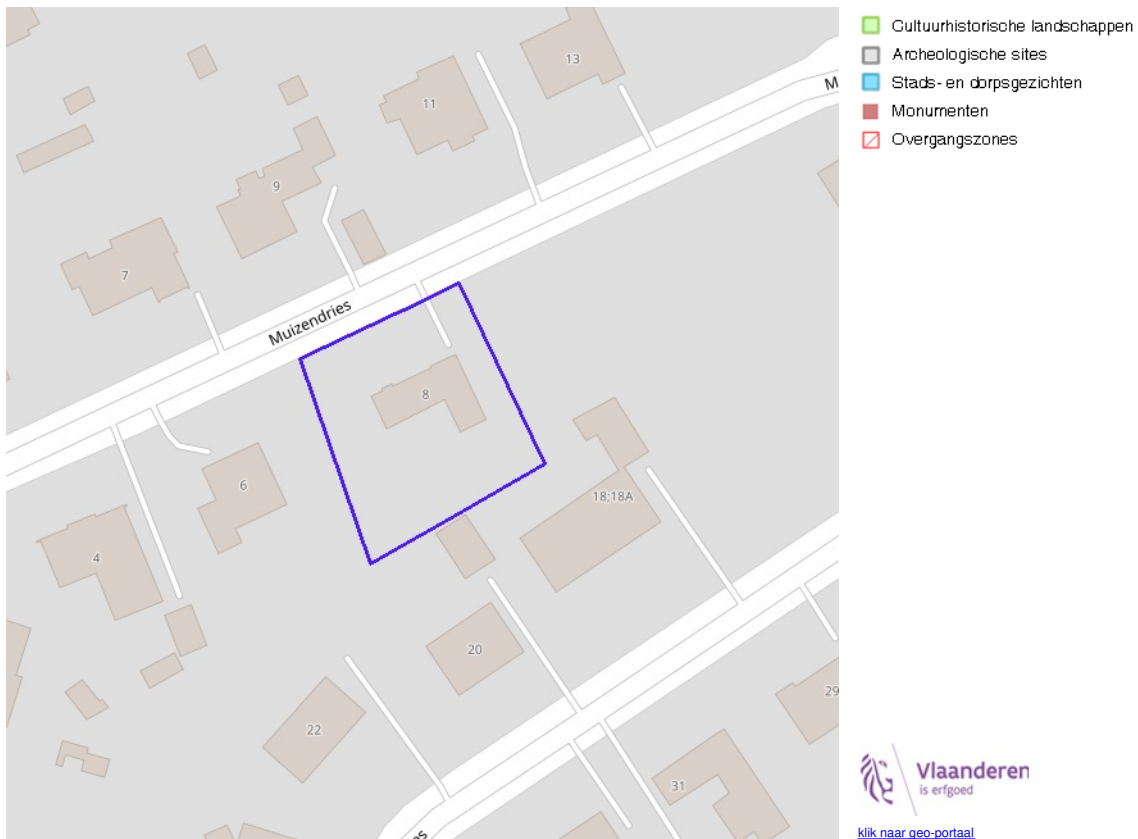 Cultuurhistorische landschappen
Archeologische sites
Stads- en dorpsgezichten
Monumenten
Overgangszones
13
11
M
9
7
Muizendries
8
6
18;18A
4
20
29
22
31
es
Vlaanderen
is erfgoed
klik naar geo-portaal